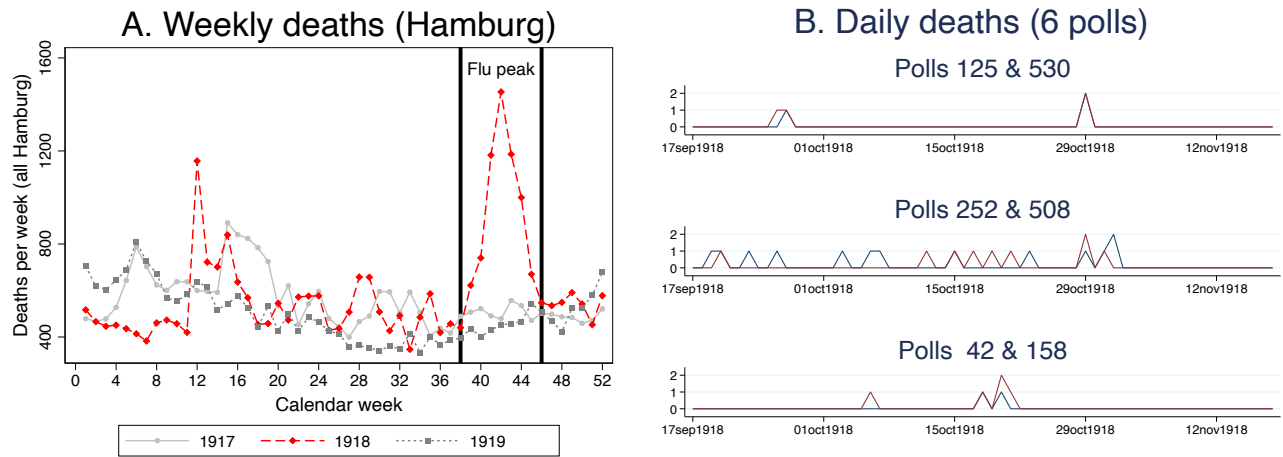 A. Weekly deaths (Hamburg)
Deaths per week (all Hamburg)
1600
1200
800
400
Flu peak
0 4 8 12 16 20 24 28 32 36 40 44 48 52
Calendar week
1917 1918 1919
B. Daily deaths (6 polls)
Polls 125 & 530
2
1
0
17sep1918 01oct1918 15oct1918 29oct1918 12nov1918
Polls 252 & 508
2
1
0
17sep1918 01oct1918 15oct1918 29oct1918 12nov1918
Polls 42 & 158
2
1
0
17sep1918 01oct1918 15oct1918 29oct1918 12nov1918